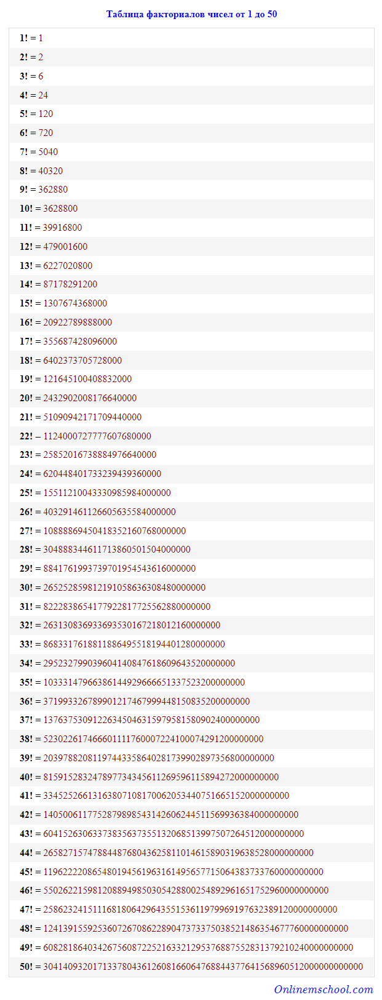 Таблица факториалов чисел от 1 до 50
1! = 1
2! = 2
3! = 6
4! = 24
5! = 120
6! = 720
7! = 5040
8! = 40320
9! = 362880
10! = 3628800
11! = 39916800
12! = 479001600
13! = 6227020800
14! = 87178291200
15! = 1307674368000
16! = 20922789888000
17! = 355687428096000
18! = 6402373705728000
19! = 121645100408832000
20! = 2432902008176640000
21! = 51090942171709440000
22! – 1124000727777607680000
23! = 25852016738884976640000
24! = 620448401733239439360000
25! = 15511210043330985984000000
26! = 403291461126605635584000000
27! = 10888869450418352160768000000
28! = 304888344611713860501504000000
29! = 8841761993739701954543616000000
30! = 265252859812191058636308480000000
31! = 8222838654177922817725562880000000
32! = 263130836933693530167218012160000000
33! = 8683317618811886495518194401280000000
34! = 295232799039604140847618609643520000000
35! = 10333147966386144929666651337523200000000
36! = 371993326789901217467999448150835200000000
37! = 13763753091226345046315979581580902400000000
38! = 523022617466601111760007224100074291200000000
39! = 20397882081197443358640281739902897356800000000
40! = 815915283247897734345611269596115894272000000000
41! = 33452526613163807108170062053440751665152000000000
42! = 1405006117752879898543142606244511569936384000000000
43! = 60415263063373835637355132068513997507264512000000000
44! = 2658271574788448768043625811014615890319638528000000000
45! = 119622220865480194561963161495657715064383733760000000000
46! = 5502622159812088949850305428800254892961651752960000000000
47! = 258623241511168180642964355153611979969197632389120000000000
48! = 12413915592536072670862289047373375038521486354677760000000000
49! = 608281864034267560872252163321295376887552831379210240000000000
50! = 30414093201713378043612608166064768844377641568960512000000000000
Onlinemschool.com